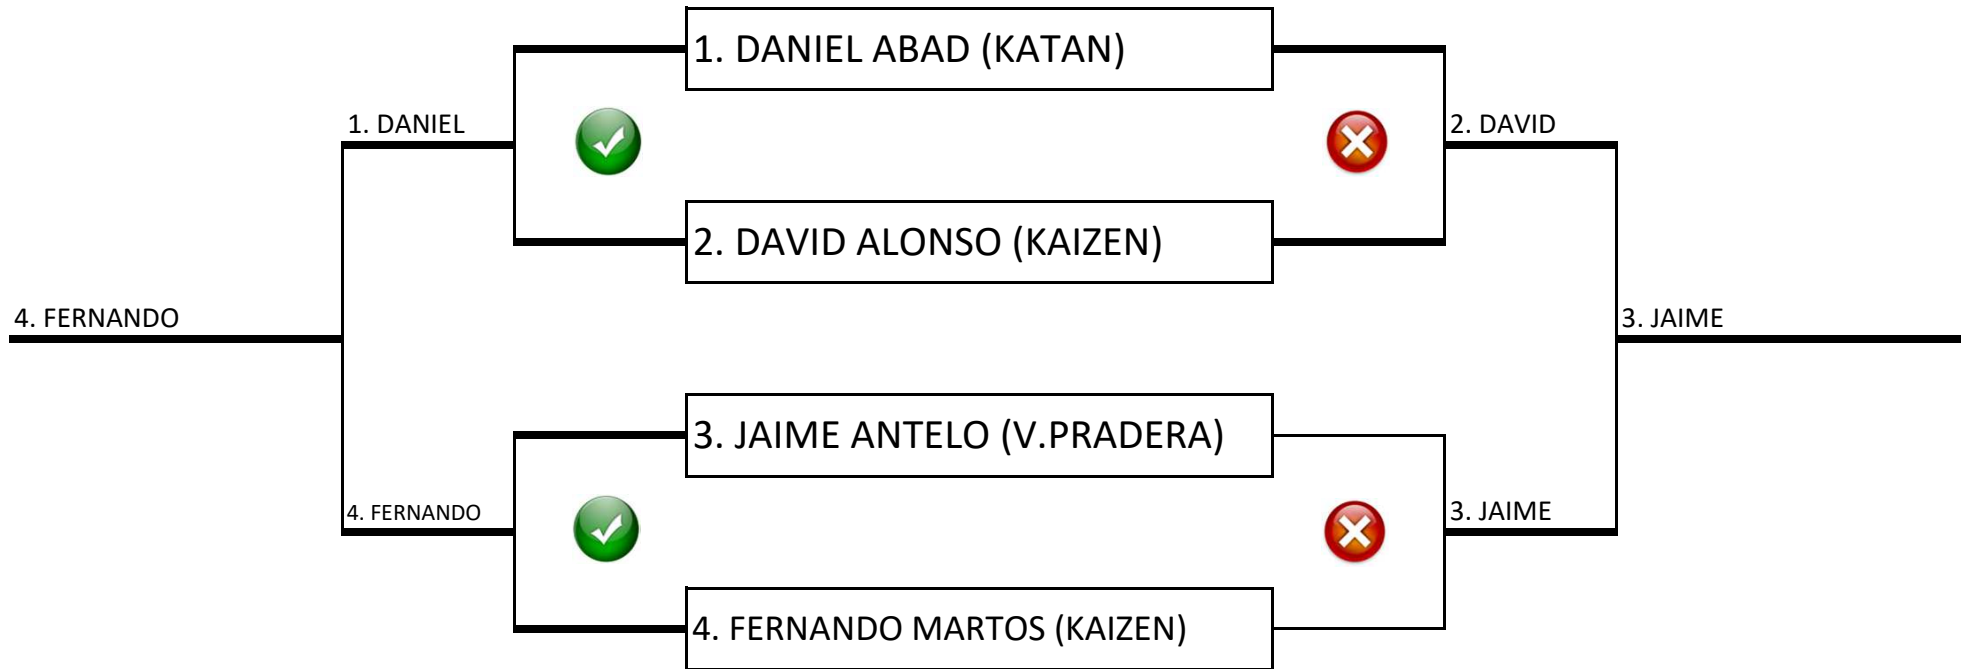 1. DANIEL ABAD (KATAN)
1. DANIEL
2. DAVID
2. DAVID ALONSO (KAIZEN)
4. FERNANDO
3. JAIME
3. JAIME ANTELO (V.PRADERA)
4. FERNANDO
3. JAIME
4. FERNANDO MARTOS (KAIZEN)